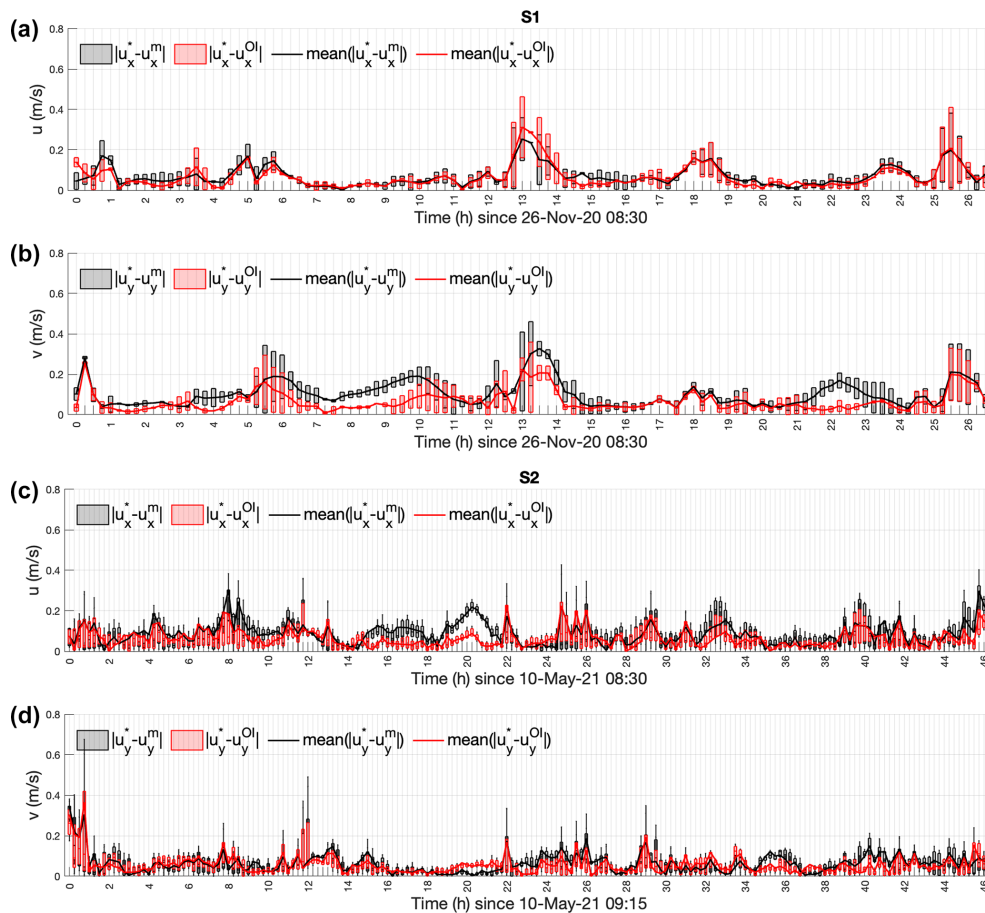 S1
(a)
0.8
|u*x-umx| |u*x-uOIx| mean(|u*x-umx|) mean(|u*x-uOIx|)
0.6
u (m/s)
0.4
0.2
0
0 1 2 3 4 5 6 7 8 9 10 11 12 13 14 15 16 17 18 19 20 21 22 23 24 25 26
Time (h) since 26-Nov-20 08:30
(b)
0.8
|u*y-umy| |u*y-uOIy| mean(|u*y-umy|) mean(|u*y-uOIy|)
0.6
v (m/s)
0.4
0.2
0
0 1 2 3 4 5 6 7 8 9 10 11 12 13 14 15 16 17 18 19 20 21 22 23 24 25 26
Time (h) since 26-Nov-20 08:30
S2
(c)
0.8
|u*x-umx| |u*x-uOIx| mean(|u*x-umx|) mean(|u*x-uOIx|)
0.6
u (m/s)
0.4
0.2
0
0 2 4 6 8 10 12 14 16 18 20 22 24 26 28 30 32 34 36 38 40 42 44 46
Time (h) since 10-May-21 08:30
(d)
0.8
|u*y-umy| |u*y-uOIy| mean(|u*y-umy|) mean(|u*y-uOIy|)
0.6
v (m/s)
0.4
0.2
0
0 2 4 6 8 10 12 14 16 18 20 22 24 26 28 30 32 34 36 38 40 42 44 46
Time (h) since 10-May-21 09:15